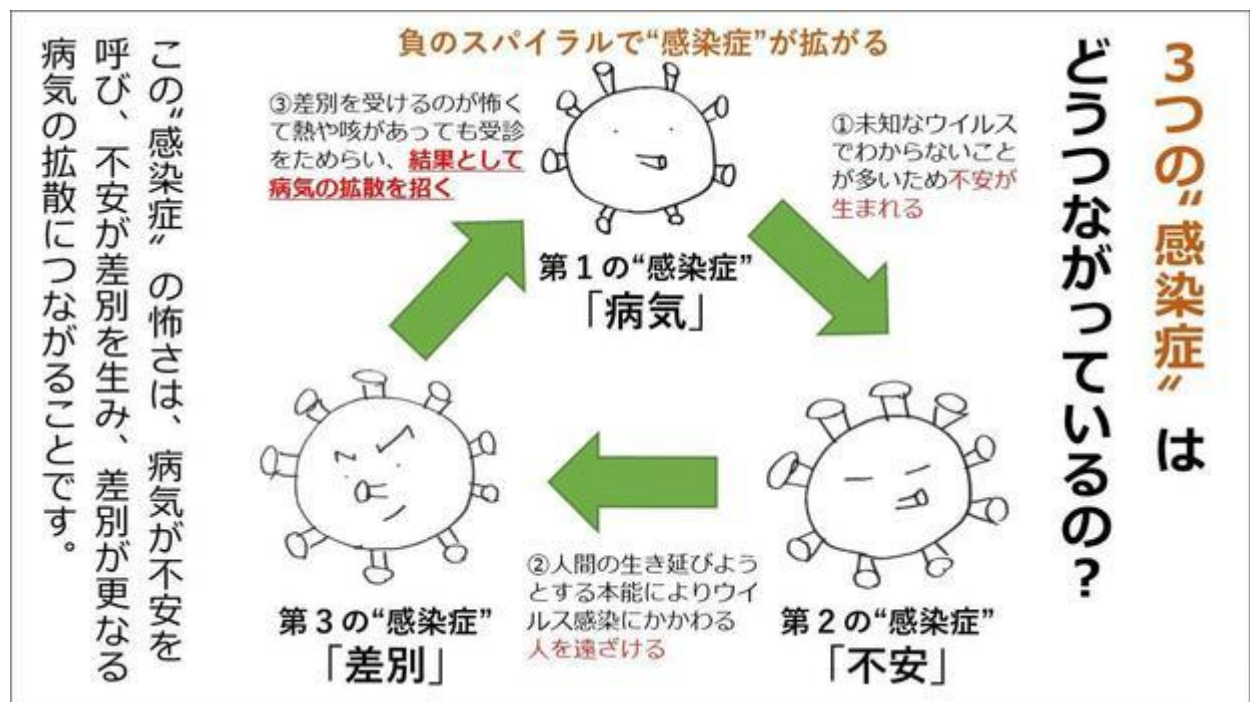 3つの〝感染症〟は
どうつながっているの?
負のスパイラルで“感染症”が拡がる
①未知なウイルス
でわからないこと
が多いため不安が
生まれる
③差別を受けるのが怖く
て熱や咳があっても受診
をためらい、結果として
病気の拡散を招く
第1の“感染症”
「病気」
②人間の生き延びよう
とする本能によりウイ
ルス感染にかかわる
人を遠ざける
第2の“感染症”
「不安」
第3の“感染症”
「差別」
この〝感染症〟の怖さは、病気が不安を
呼び、不安が差別を生み、差別が更なる
病気の拡散につながることです。